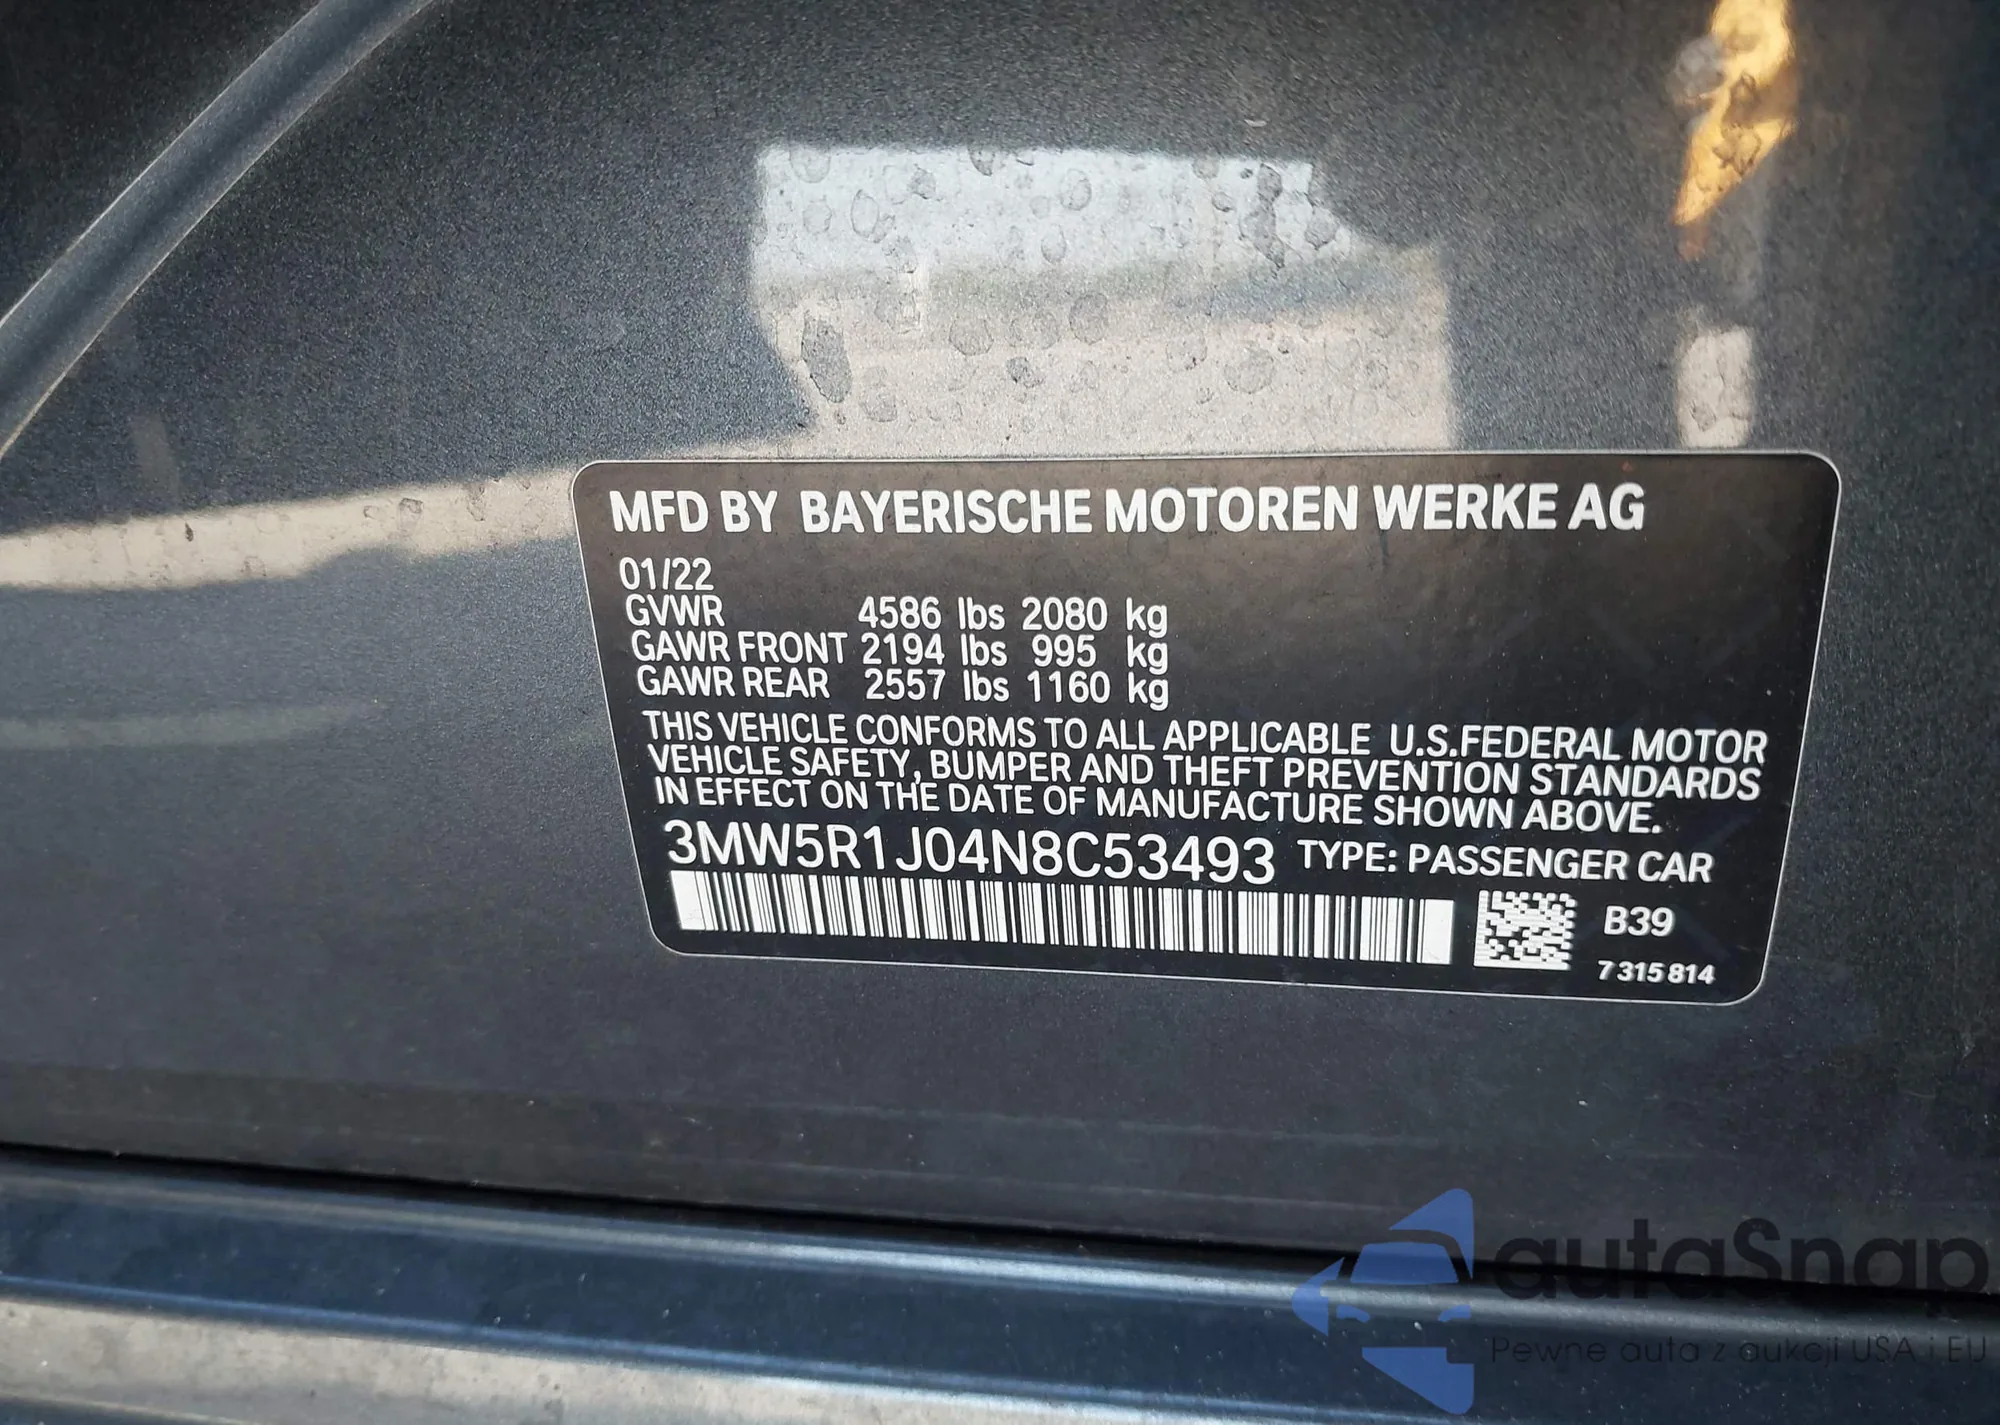 MFD BY BAYERISCHE MOTOREN WERKE AG
01/22
GVWR 4586 lbs 2080 kg
GAWR FRONT 2194 lbs 995 kg
GAWR REAR 2557 lbs 1160 kg
THIS VEHICLE CONFORMS TO ALL APPLICABLE U.S.FEDERAL MOTOR
VEHICLE SAFETY, BUMPER AND THEFT PREVENTION STANDARDS
IN EFFECT ON THE DATE OF MANUFACTURE SHOWN ABOVE.
3MW5R1J04N8C53493 TYPE: PASSENGER CAR
B39
7 315 814
autaSnap
Pewne auta z aukcji USA i EU